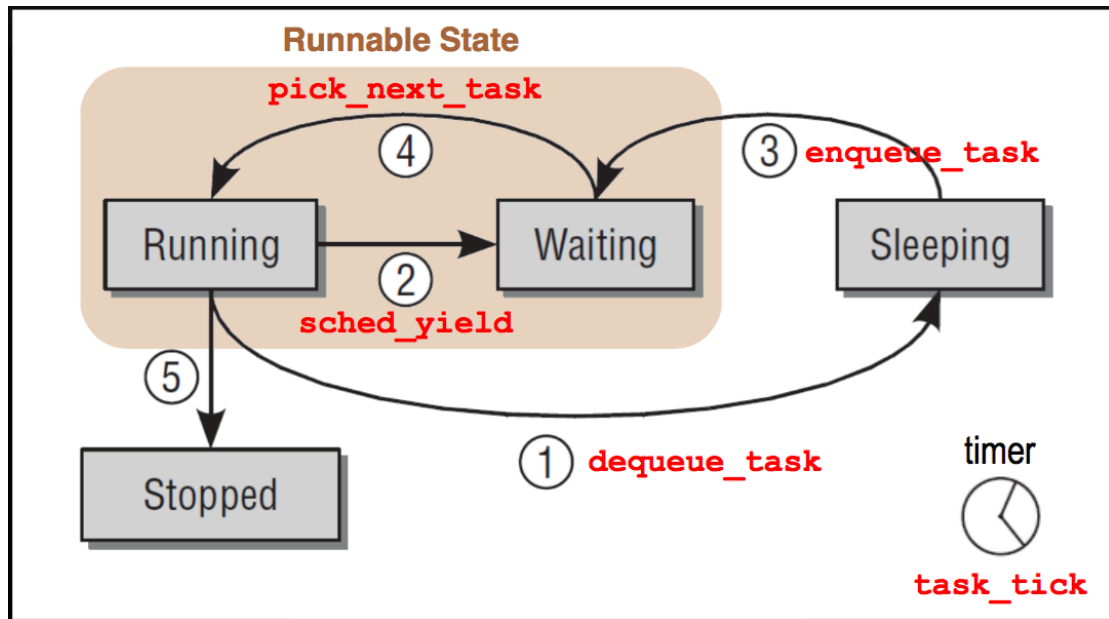 Runnable State
pick_next_task
4
3 enqueue_task
Running
Waiting
Sleeping
2
sched_yield
5
1 dequeue_task
timer
Stopped
task_tick